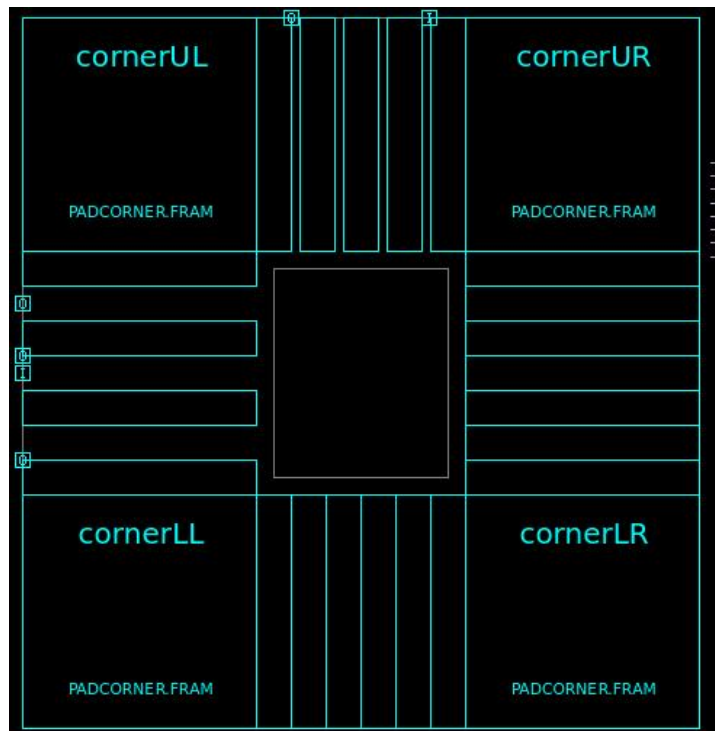 O I
cornerUL cornerUR
PADCORNER.FRAM PADCORNER.FRAM
O
O
I
O
cornerLL cornerLR
PADCORNER.FRAM PADCORNER.FRAM